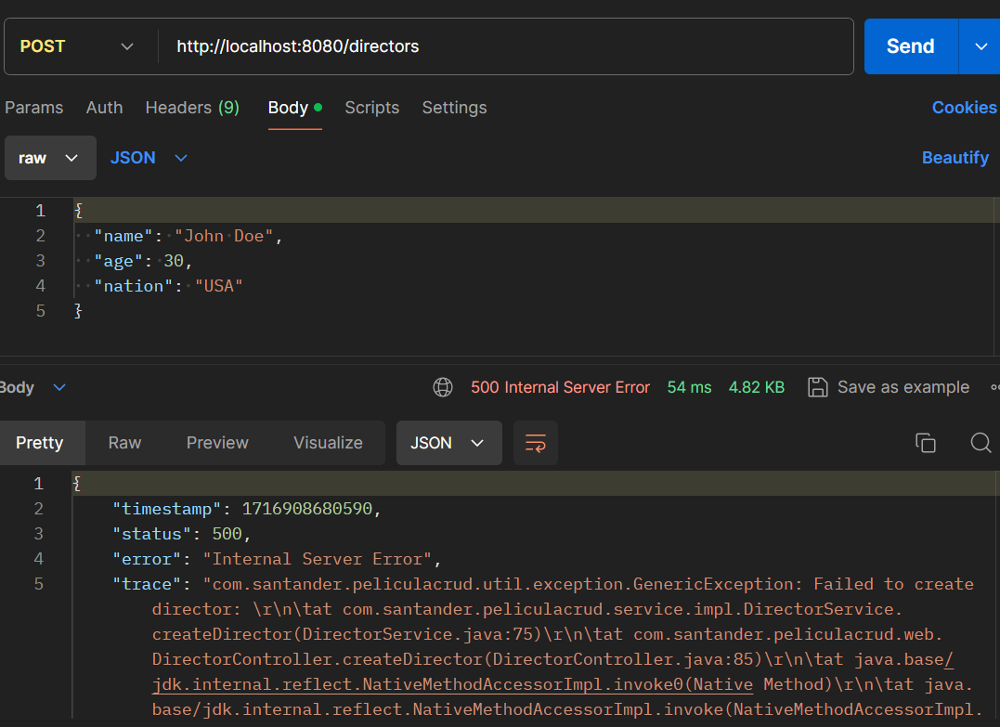 POST http://localhost:8080/directors Send
Params Auth Headers (9) Body Scripts Settings Cookies
raw JSON Beautify
1 {
2 "name": "John Doe",
3 "age": 30,
4 "nation": "USA"
5 }
Body 500 Internal Server Error 54 ms 4.82 KB Save as example
Pretty Raw Preview Visualize JSON
1 {
2 "timestamp": 1716908680590,
3 "status": 500,
4 "error": "Internal Server Error",
5 "trace": "com.santander.peliculacrud.util.exception.GenericException: Failed to create
director: \r\n\tat com.santander.peliculacrud.service.impl.DirectorService.
createDirector(DirectorService.java:75)\r\n\tat com.santander.peliculacrud.web.
DirectorController.createDirector(DirectorController.java:85)\r\n\tat java.base/
jdk.internal.reflect.NativeMethodAccessorImpl.invoke0(Native Method)\r\n\tat java.
base/jdk.internal.reflect.NativeMethodAccessorImpl.invoke(NativeMethodAccessorImpl.